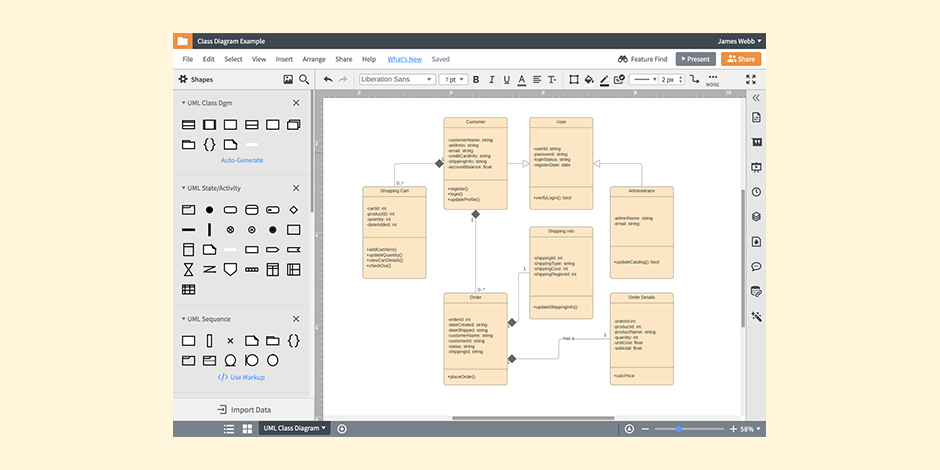 Class Diagram Example
James Webb
File Edit Select View Insert Arrange Share Help What's New Saved
Feature Find
Present
Share
Shapes
Liberation Sans
7 pt
B I U A T
2 px
MORE
UML Class Dgm
Auto-Generate
UML State/Activity
UML Sequence
Use Markup
Import Data
Customer
-customerName: string
-address: string
-email: string
-creditCardInfo: string
-shippingInfo: string
-accountBalance: float
+register()
+login()
+updateProfile()
User
-userId: string
-password: string
-loginStatus: string
-registerDate: date
+verifyLogin(): bool
0..*
Shopping Cart
-cartId: int
-productID: int
-quantity: int
-dateAdded: int
+addCartItem()
+updateQuantity()
+viewCartDetails()
+checkOut()
Administrator
-adminName: string
-email: string
+updateCatalog(): bool
1
Shipping Info
-shippingId: int
-shippingType: string
-shippingCost: int
-shippingRegionId: int
+updateShippingInfo()
1
0..*
Order
-orderId: int
-dateCreated: string
-dateShipped: string
-customerName: string
-customerId: string
-status: string
-shippingId: string
+placeOrder()
has a
1
Order Details
-orderId:int
-productId: int
-productName: string
-quantity: int
-unitCost: float
-subtotal: float
+calcPrice
UML Class Diagram
58%